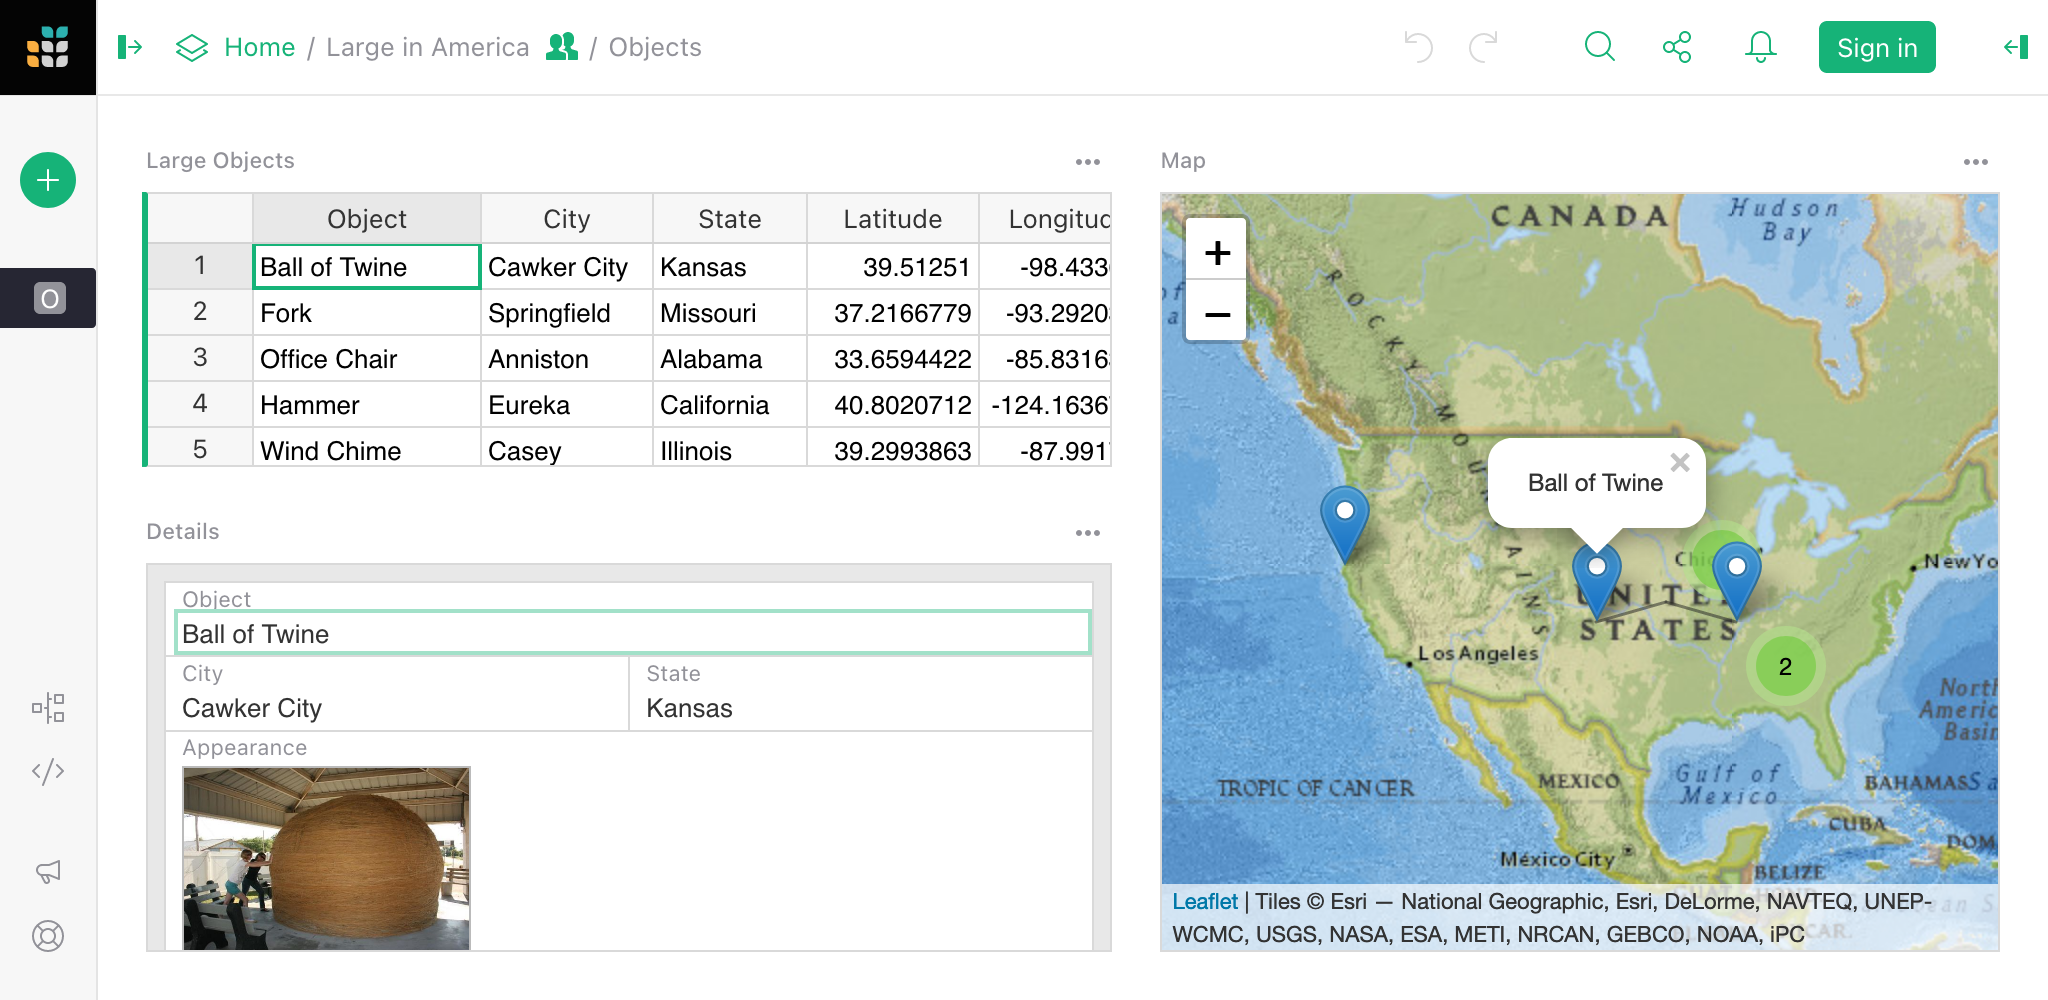 Home / Large in America / Objects
Sign in
O
Large Objects
Object City State Latitude Longitud
1 Ball of Twine Cawker City Kansas 39.51251 -98.433
2 Fork Springfield Missouri 37.2166779 -93.2920
3 Office Chair Anniston Alabama 33.6594422 -85.8316
4 Hammer Eureka California 40.8020712 -124.1636
5 Wind Chime Casey Illinois 39.2993863 -87.991
Details
Object
Ball of Twine
City State
Cawker City Kansas
Appearance
Map
+
−
CANADA
Hudson
Bay
ROCKY MOU
AINS
Ball of Twine
Chi
New Yo
UNITE
STATES
Los Angeles
2
North
Americ
Basin
TROPIC OF CANCER
MEXICO
Gulf of
Mexico
BAHAMAS
CUBA
DOM
México City
BELIZE
Leaflet | Tiles © Esri — National Geographic, Esri, DeLorme, NAVTEQ, UNEP-
WCMC, USGS, NASA, ESA, METI, NRCAN, GEBCO, NOAA, iPC